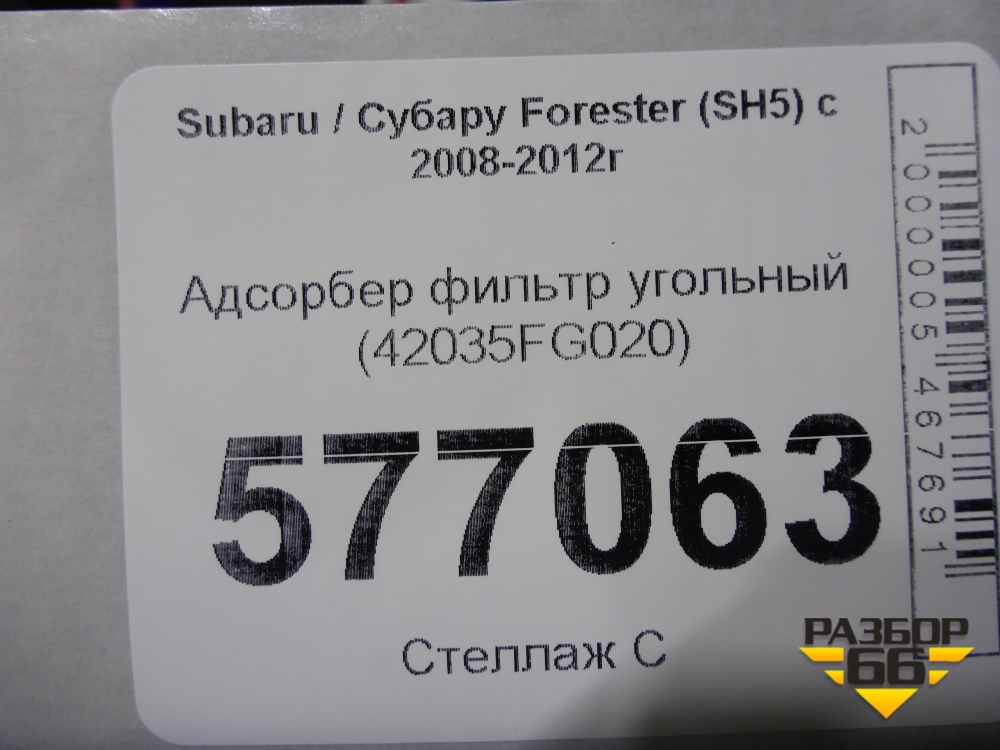 Subaru / Субару Forester (SH5) с
2008-2012г
Адсорбер фильтр угольный
(42035FG020)
577063
Стеллаж С
2000005467691
РАЗБОР
66